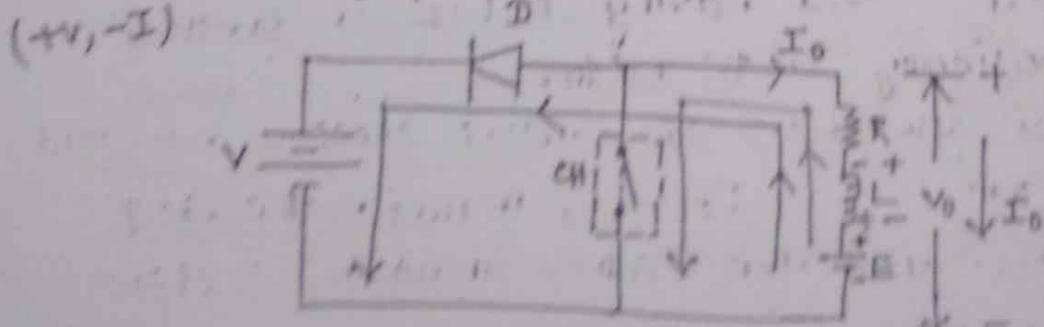 (+V, -I)
D
I₀
+
V
CH
R
- +
L
+ -
V₀
I₀
+
E